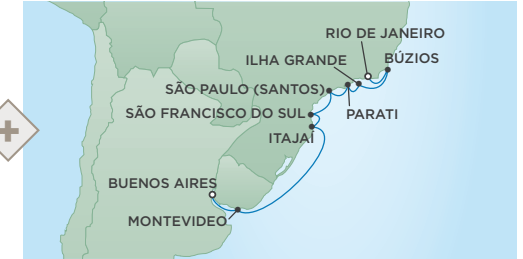 RIO DE JANEIRO
ILHA GRANDE
BÚZIOS
SÃO PAULO (SANTOS)
SÃO FRANCISCO DO SUL
PARATI
ITAJAÍ
BUENOS AIRES
MONTEVIDEO